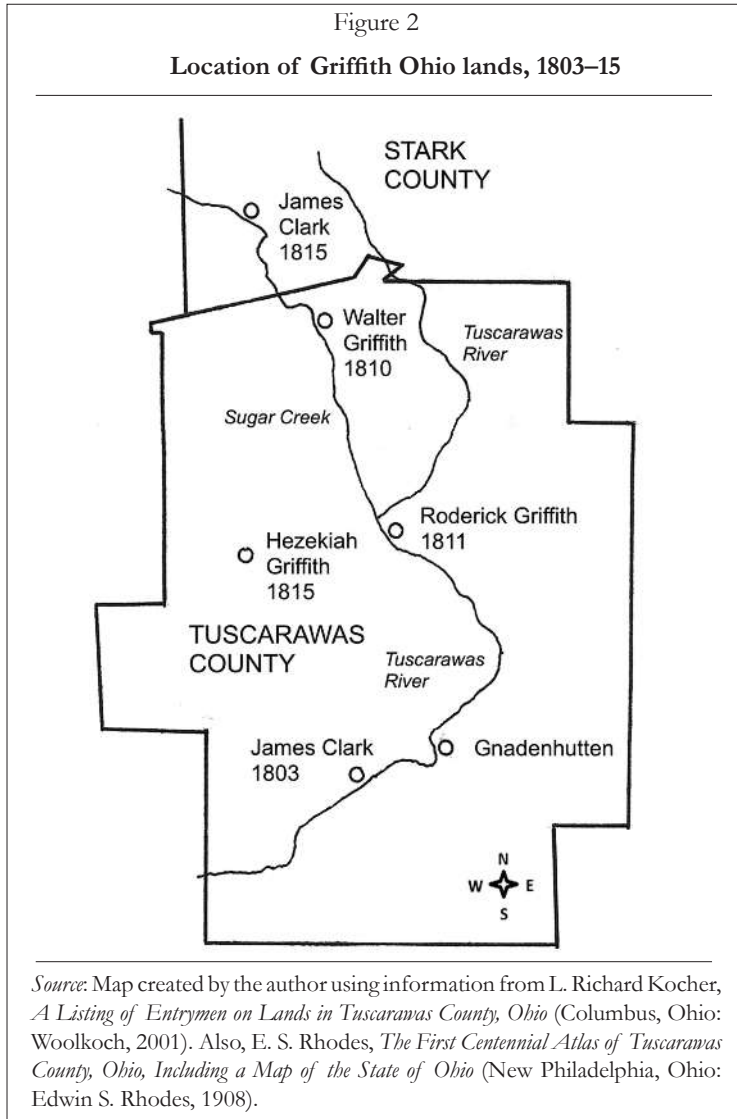 Figure 2
Location of Griffith Ohio lands, 1803–15
STARK
COUNTY
James
Clark
1815
Walter
Griffith
1810
Tuscarawas
River
Sugar Creek
Roderick Griffith
1811
Hezekiah
Griffith
1815
TUSCARAWAS
COUNTY
Tuscarawas
River
James Clark
1803
Gnadenhutten
N
W E
S
Source: Map created by the author using information from L. Richard Kocher,
A Listing of Entrymen on Lands in Tuscarawas County, Ohio (Columbus, Ohio:
Woolkoch, 2001). Also, E. S. Rhodes, The First Centennial Atlas of Tuscarawas
County, Ohio, Including a Map of the State of Ohio (New Philadelphia, Ohio:
Edwin S. Rhodes, 1908).